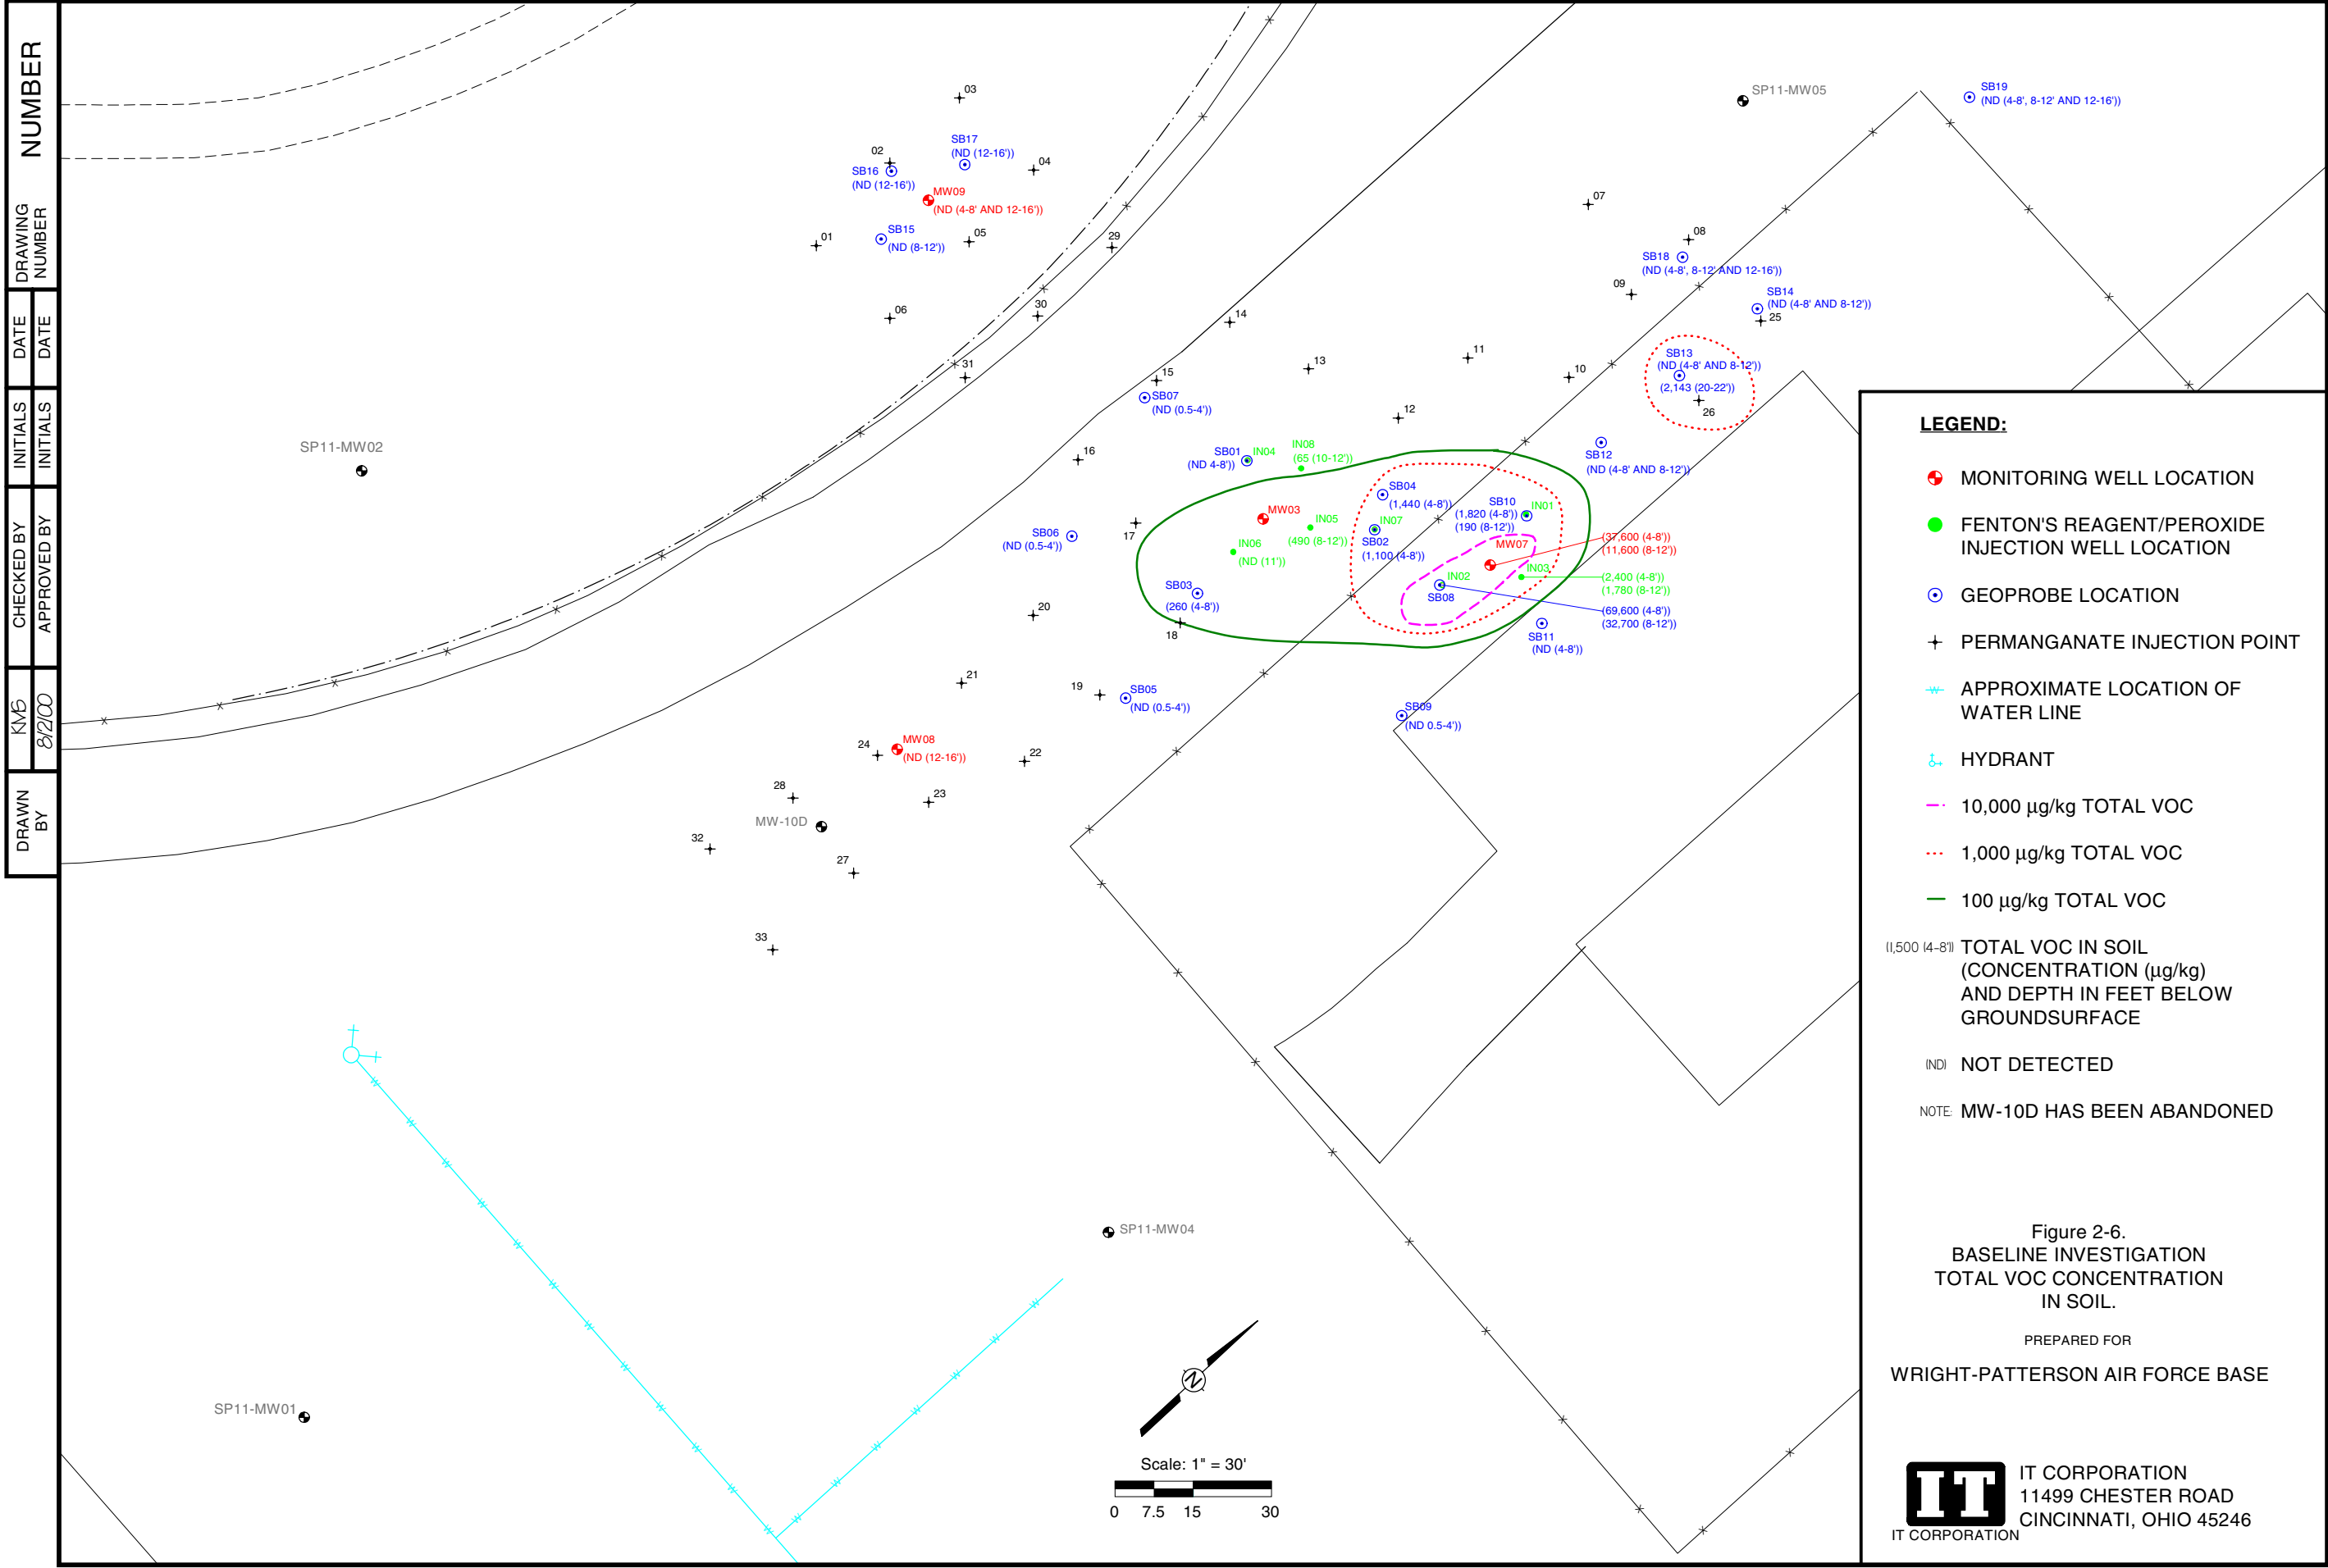 DRAWING NUMBER
NUMBER
NUMBER
DATE
DATE
INITIALS
INITIALS
CHECKED BY
APPROVED BY
KMS
8/2/00
DRAWN BY
03
SB17
(ND (12-16'))
02
SB16
(ND (12-16'))
04
MW09
(ND (4-8' AND 12-16'))
SB15
(ND (8-12'))
01
05
29
06
30
31
SP11-MW05
SB19
(ND (4-8', 8-12' AND 12-16'))
07
08
SB18
(ND (4-8', 8-12' AND 12-16'))
09
SB14
(ND (4-8' AND 8-12'))
25
14
13
11
10
15
SB07
(ND (0.5-4'))
12
SB13
(ND (4-8' AND 8-12'))
(2,143 (20-22'))
26
SP11-MW02
16
SB01
(ND 4-8'))
IN04
IN08
(65 (10-12'))
SB12
(ND (4-8' AND 8-12'))
SB04
(1,440 (4-8'))
SB10
(1,820 (4-8'))
(190 (8-12'))
IN01
MW03
IN05
(490 (8-12'))
IN07
SB02
(1,100 (4-8'))
17
SB06
(ND (0.5-4'))
IN06
(ND (11'))
MW07
(37,600 (4-8'))
(11,600 (8-12'))
IN03
(2,400 (4-8'))
(1,780 (8-12'))
IN02
SB08
(69,600 (4-8'))
(32,700 (8-12'))
SB03
(260 (4-8'))
18
20
SB11
(ND (4-8'))
21
19
SB05
(ND (0.5-4'))
SB09
(ND 0.5-4'))
24
MW08
(ND (12-16'))
22
28
23
MW-10D
32
27
33
SP11-MW04
SP11-MW01
N
Scale: 1" = 30'
0 7.5 15 30
LEGEND:
MONITORING WELL LOCATION
FENTON'S REAGENT/PEROXIDE
INJECTION WELL LOCATION
GEOPROBE LOCATION
PERMANGANATE INJECTION POINT
W APPROXIMATE LOCATION OF
WATER LINE
HYDRANT
10,000 µg/kg TOTAL VOC
1,000 µg/kg TOTAL VOC
100 µg/kg TOTAL VOC
(1,500 (4-8')) TOTAL VOC IN SOIL
(CONCENTRATION (µg/kg)
AND DEPTH IN FEET BELOW
GROUNDSURFACE
(ND) NOT DETECTED
NOTE: MW-10D HAS BEEN ABANDONED
Figure 2-6.
BASELINE INVESTIGATION
TOTAL VOC CONCENTRATION
IN SOIL.
PREPARED FOR
WRIGHT-PATTERSON AIR FORCE BASE
IT
IT CORPORATION
IT CORPORATION
11499 CHESTER ROAD
CINCINNATI, OHIO 45246